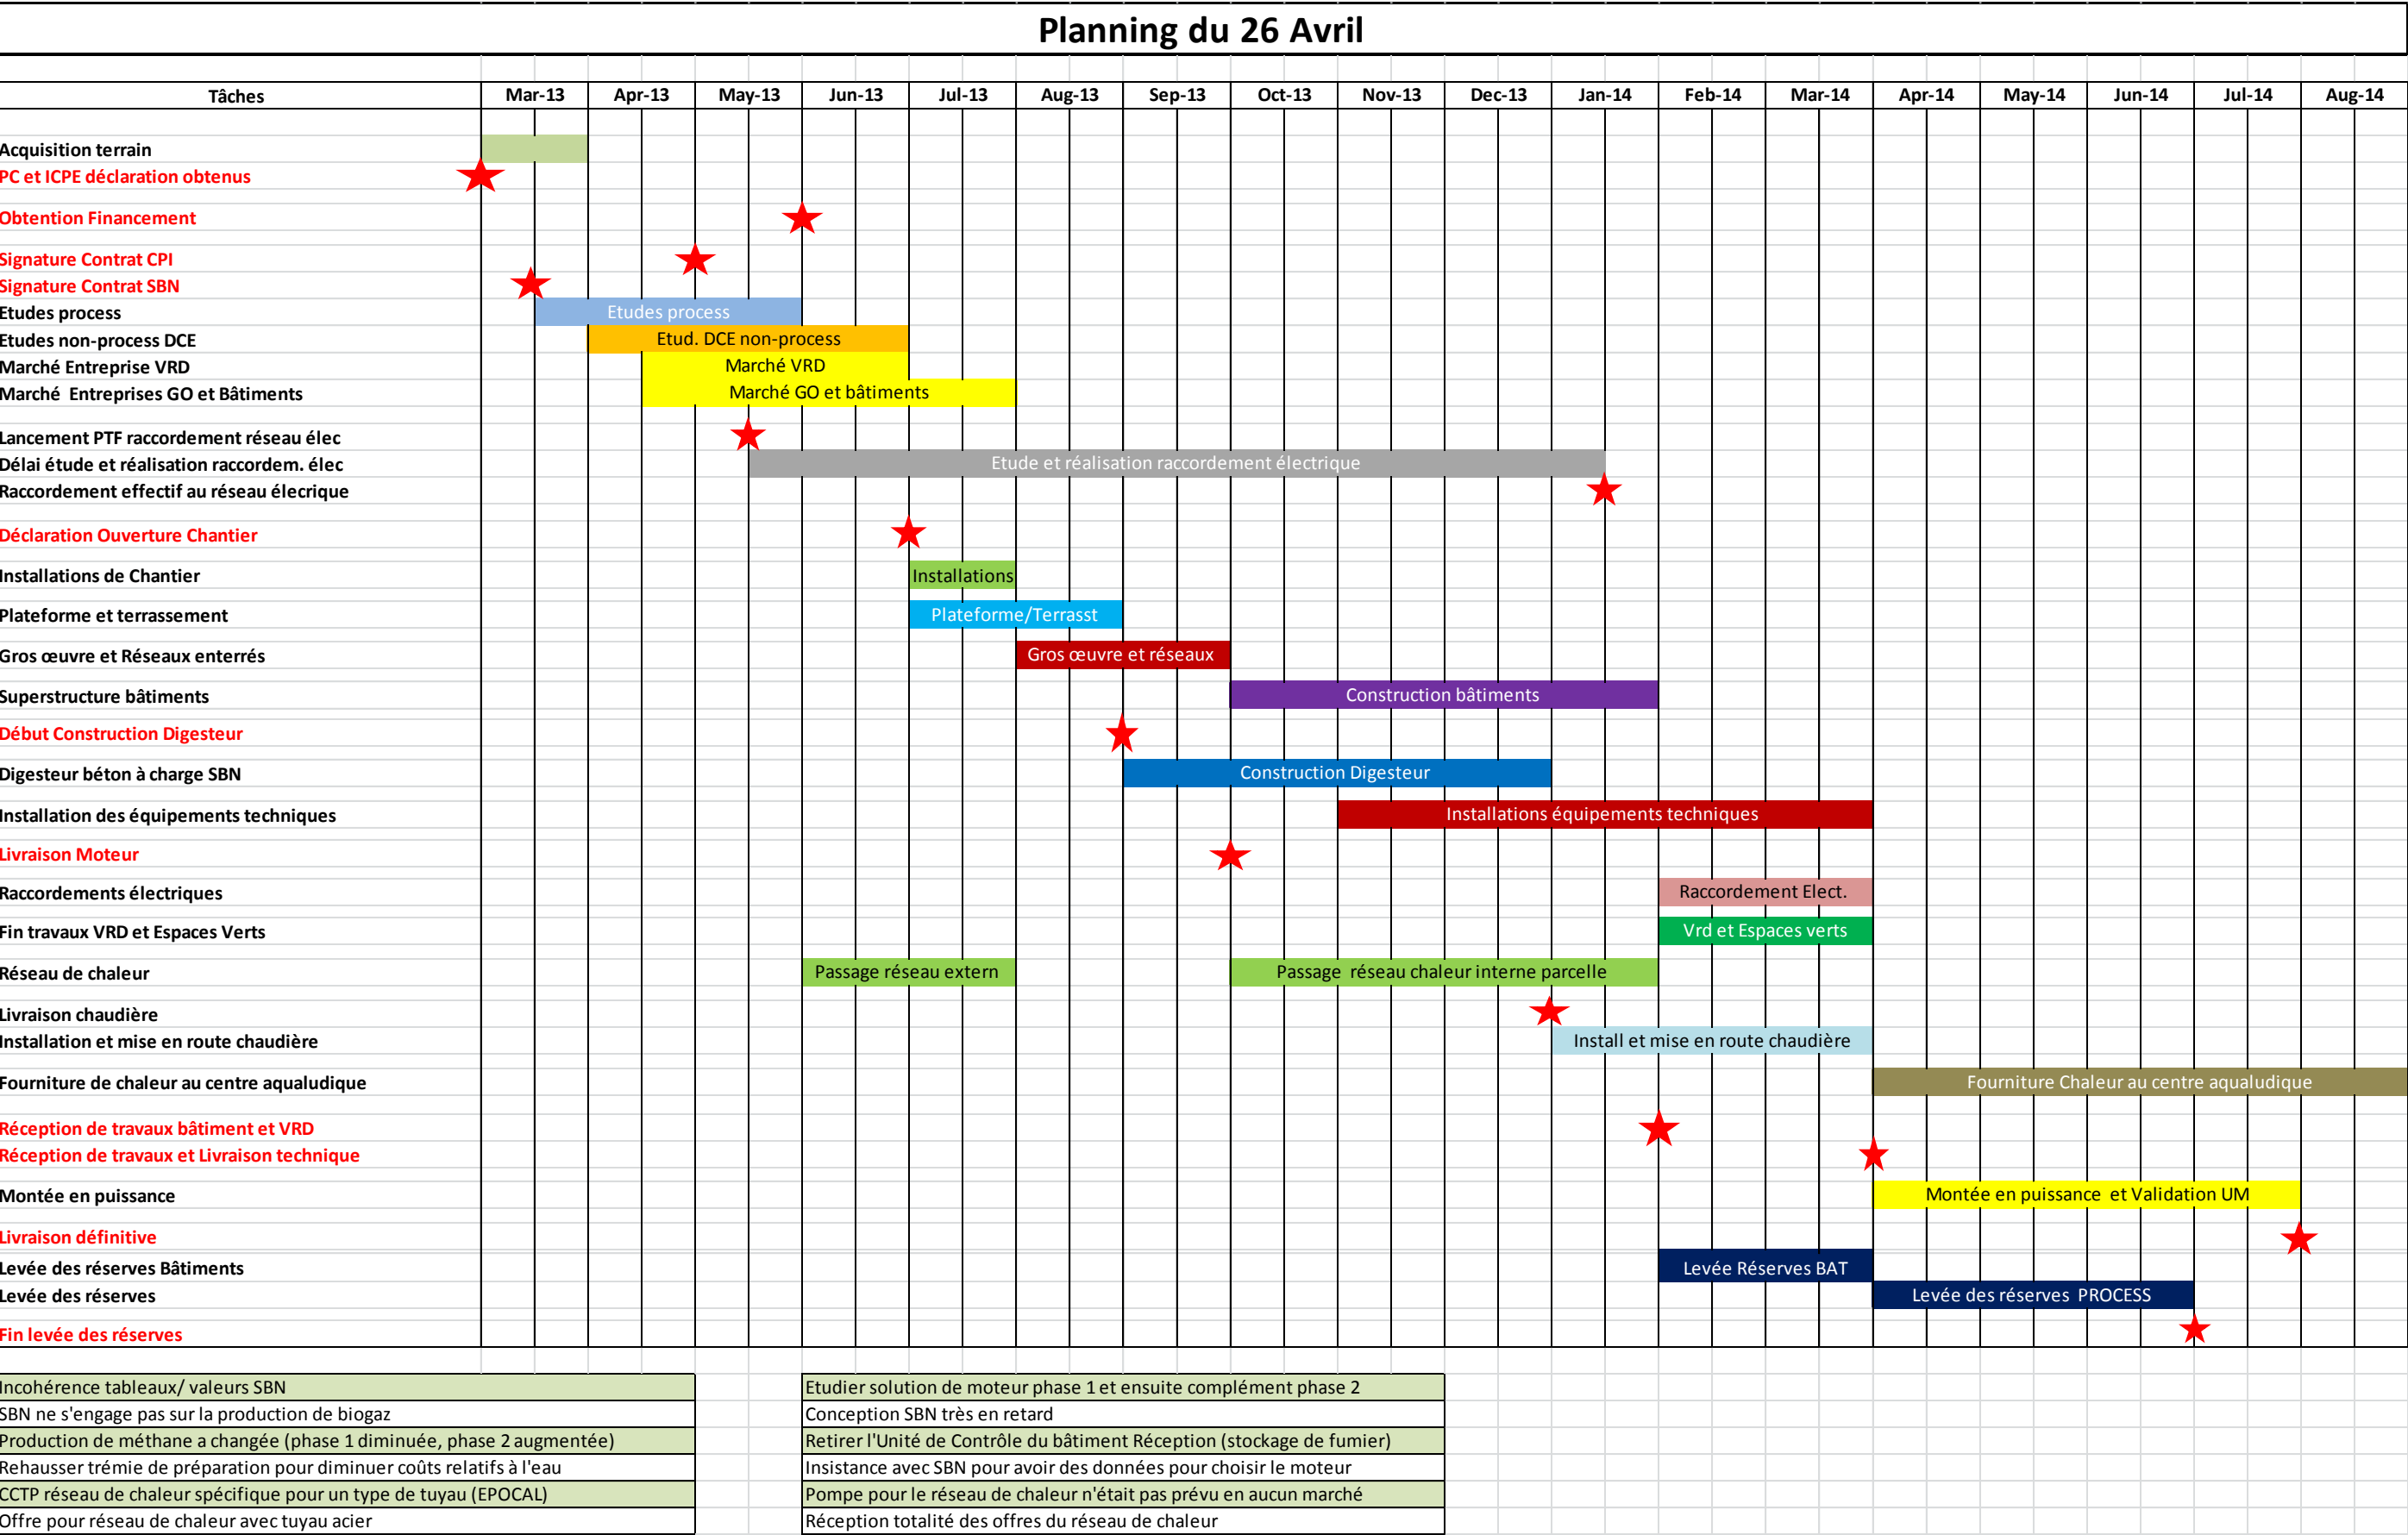 Planning du 26 Avril
Tâches Mar-13 Apr-13 May-13 Jun-13 Jul-13 Aug-13 Sep-13 Oct-13 Nov-13 Dec-13 Jan-14 Feb-14 Mar-14 Apr-14 May-14 Jun-14 Jul-14 Aug-14
Acquisition terrain
PC et ICPE déclaration obtenus
Obtention Financement
Signature Contrat CPI
Signature Contrat SBN
Etudes process Etudes process
Etudes non-process DCE Etud. DCE non-process
Marché Entreprise VRD Marché VRD
Marché Entreprises GO et Bâtiments Marché GO et bâtiments
Lancement PTF raccordement réseau élec
Délai étude et réalisation raccordem. élec Etude et réalisation raccordement électrique
Raccordement effectif au réseau élecrique
Déclaration Ouverture Chantier
Installations de Chantier Installations
Plateforme et terrassement Plateforme/Terrasst
Gros œuvre et Réseaux enterrés Gros œuvre et réseaux
Superstructure bâtiments Construction bâtiments
Début Construction Digesteur
Digesteur béton à charge SBN Construction Digesteur
Installation des équipements techniques Installations équipements techniques
Livraison Moteur
Raccordements électriques Raccordement Elect.
Fin travaux VRD et Espaces Verts Vrd et Espaces verts
Réseau de chaleur Passage réseau extern Passage réseau chaleur interne parcelle
Livraison chaudière
Installation et mise en route chaudière Install et mise en route chaudière
Fourniture de chaleur au centre aqualudique Fourniture Chaleur au centre aqualudique
Réception de travaux bâtiment et VRD
Réception de travaux et Livraison technique
Montée en puissance Montée en puissance et Validation UM
Livraison définitive
Levée des réserves Bâtiments Levée Réserves BAT
Levée des réserves Levée des réserves PROCESS
Fin levée des réserves
Incohérence tableaux/ valeurs SBN Etudier solution de moteur phase 1 et ensuite complément phase 2
SBN ne s'engage pas sur la production de biogaz Conception SBN très en retard
Production de méthane a changée (phase 1 diminuée, phase 2 augmentée) Retirer l'Unité de Contrôle du bâtiment Réception (stockage de fumier)
Rehausser trémie de préparation pour diminuer coûts relatifs à l'eau Insistance avec SBN pour avoir des données pour choisir le moteur
CCTP réseau de chaleur spécifique pour un type de tuyau (EPOCAL) Pompe pour le réseau de chaleur n'était pas prévu en aucun marché
Offre pour réseau de chaleur avec tuyau acier Réception totalité des offres du réseau de chaleur